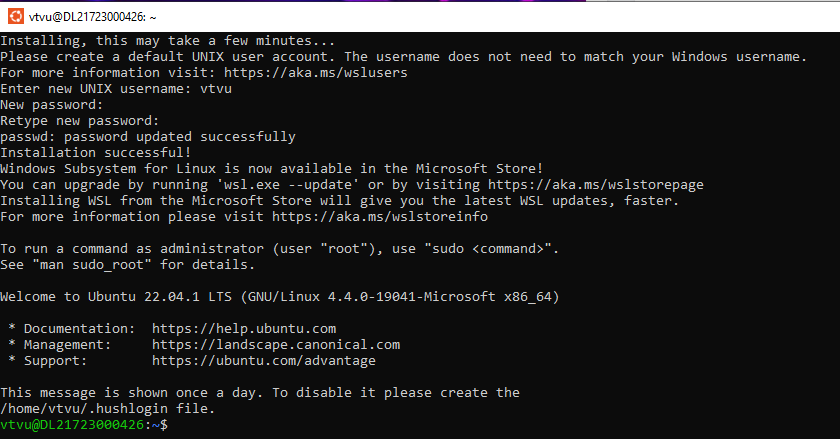 vtvu@DL21723000426: ~
Installing, this may take a few minutes...
Please create a default UNIX user account. The username does not need to match your Windows username.
For more information visit: https://aka.ms/wslusers
Enter new UNIX username: vtvu
New password:
Retype new password:
passwd: password updated successfully
Installation successful!
Windows Subsystem for Linux is now available in the Microsoft Store!
You can upgrade by running 'wsl.exe --update' or by visiting https://aka.ms/wslstorepage
Installing WSL from the Microsoft Store will give you the latest WSL updates, faster.
For more information please visit https://aka.ms/wslstoreinfo
To run a command as administrator (user "root"), use "sudo <command>".
See "man sudo_root" for details.
Welcome to Ubuntu 22.04.1 LTS (GNU/Linux 4.4.0-19041-Microsoft x86_64)
* Documentation:  https://help.ubuntu.com
* Management:     https://landscape.canonical.com
* Support:        https://ubuntu.com/advantage
This message is shown once a day. To disable it please create the
/home/vtvu/.hushlogin file.
vtvu@DL21723000426:~$